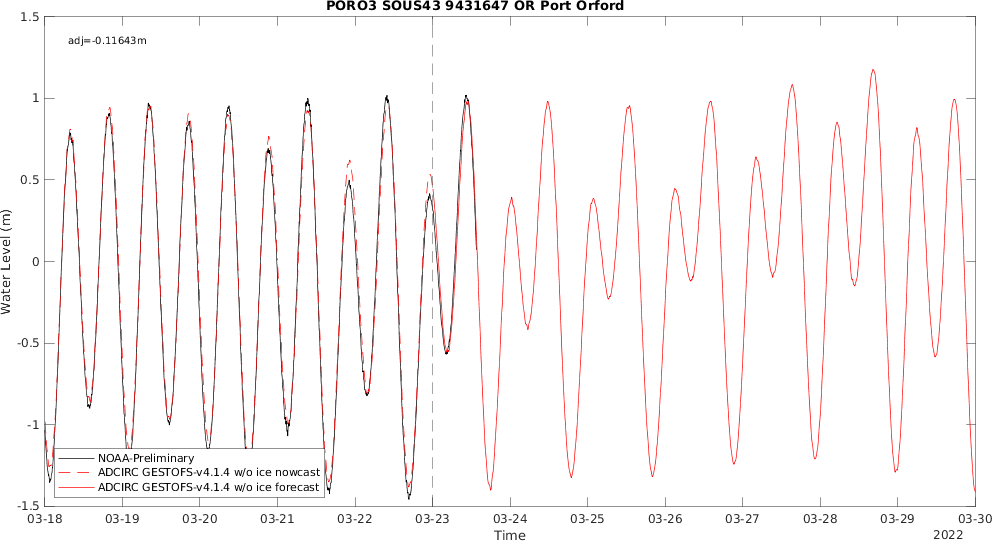 PORO3 SOUS43 9431647 OR Port Orford
adj=-0.11643m
1.5
1
0.5
0
-0.5
-1
-1.5
Water Level (m)
NOAA-Preliminary
ADCIRC GESTOFS-v4.1.4 w/o ice nowcast
ADCIRC GESTOFS-v4.1.4 w/o ice forecast
03-18 03-19 03-20 03-21 03-22 03-23 03-24 03-25 03-26 03-27 03-28 03-29 03-30
Time
2022